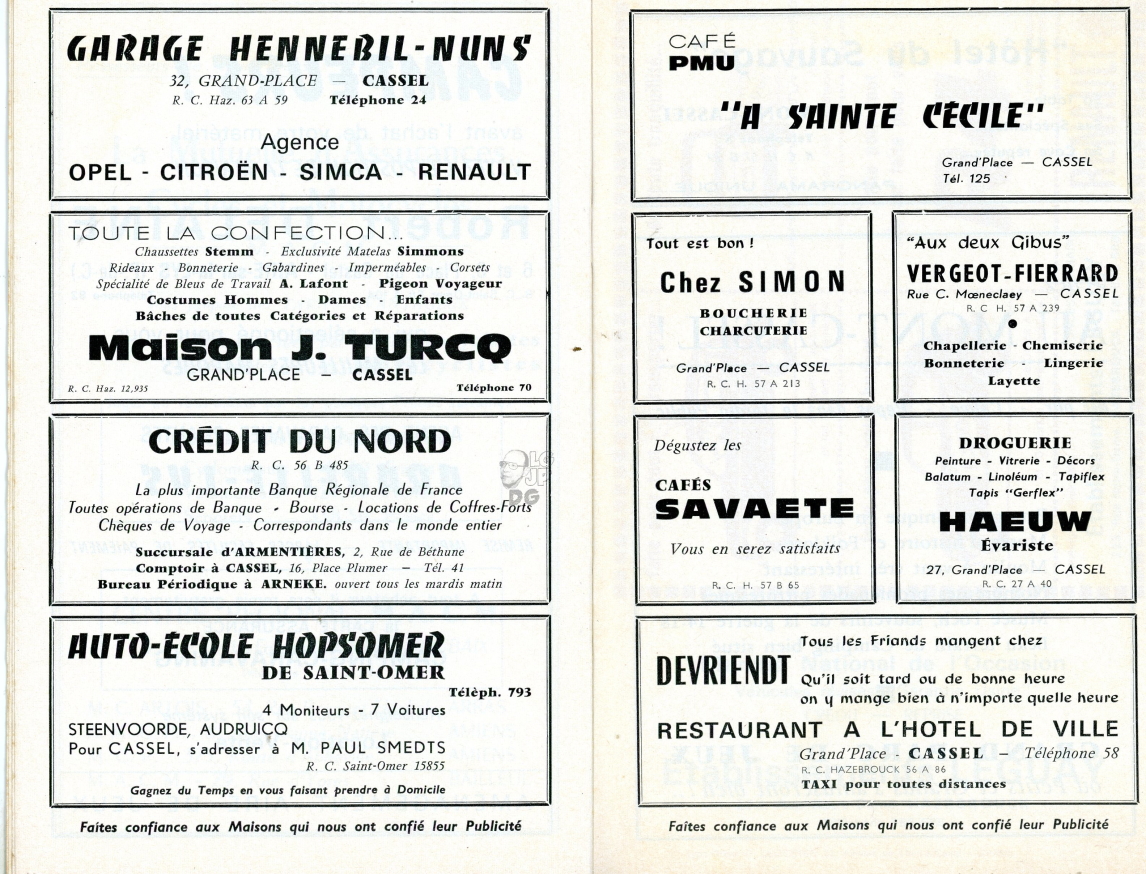 GARAGE HENNEBIL-NUNS
32, GRAND-PLACE — CASSEL
R. C. Haz. 63 A 59 Téléphone 24
Agence
OPEL - CITROËN - SIMCA - RENAULT
TOUTE LA CONFECTION...
Chaussettes Stemm - Exclusivité Matelas Simmons
Rideaux - Bonneterie - Gabardines - Imperméables - Corsets
Spécialité de Bleus de Travail A. Lafont - Pigeon Voyageur
Costumes Hommes - Dames - Enfants
Bâches de toutes Catégories et Réparations
Maison J. TURCQ
GRAND'PLACE — CASSEL
R. C. Haz. 12,935 Téléphone 70
CRÉDIT DU NORD
R. C. 56 B 485
La plus importante Banque Régionale de France
Toutes opérations de Banque - Bourse - Locations de Coffres-Forts
Chèques de Voyage - Correspondants dans le monde entier
Succursale d'ARMENTIÈRES, 2, Rue de Béthune
Comptoir à CASSEL, 16, Place Plumer — Tél. 41
Bureau Périodique à ARNEKE. ouvert tous les mardis matin
LG
JP
DG
AUTO-ÉCOLE HOPSOMER
DE SAINT-OMER
Téléph. 793
4 Moniteurs - 7 Voitures
STEENVOORDE, AUDRUICQ
Pour CASSEL, s'adresser à M. PAUL SMEDTS
R. C. Saint-Omer 15855
Gagnez du Temps en vous faisant prendre à Domicile
Faites confiance aux Maisons qui nous ont confié leur Publicité
CAFÉ
PMU
"A SAINTE CÉCILE"
Grand'Place — CASSEL
Tél. 125
Tout est bon !
Chez SIMON
BOUCHERIE
CHARCUTERIE
Grand'Place — CASSEL
R. C. H. 57 A 213
"Aux deux Gibus"
VERGEOT-FIERRARD
Rue C. Mœneclaey — CASSEL
R. C. H. 57 A 239
Chapellerie - Chemiserie
Bonneterie - Lingerie
Layette
Dégustez les
CAFÉS
SAVAETE
Vous en serez satisfaits
R. C. H. 57 B 65
DROGUERIE
Peinture - Vitrerie - Décors
Balatum - Linoléum - Tapiflex
Tapis "Gerflex"
HAEUW
Évariste
27, Grand'Place — CASSEL
R. C. 27 A 40
Tous les Friands mangent chez
DEVRIENDT Qu'il soit tard ou de bonne heure
on y mange bien à n'importe quelle heure
RESTAURANT A L'HOTEL DE VILLE
Grand'Place - CASSEL — Téléphone 58
R. C. HAZEBROUCK 56 A 86
TAXI pour toutes distances
Faites confiance aux Maisons qui nous ont confié leur Publicité